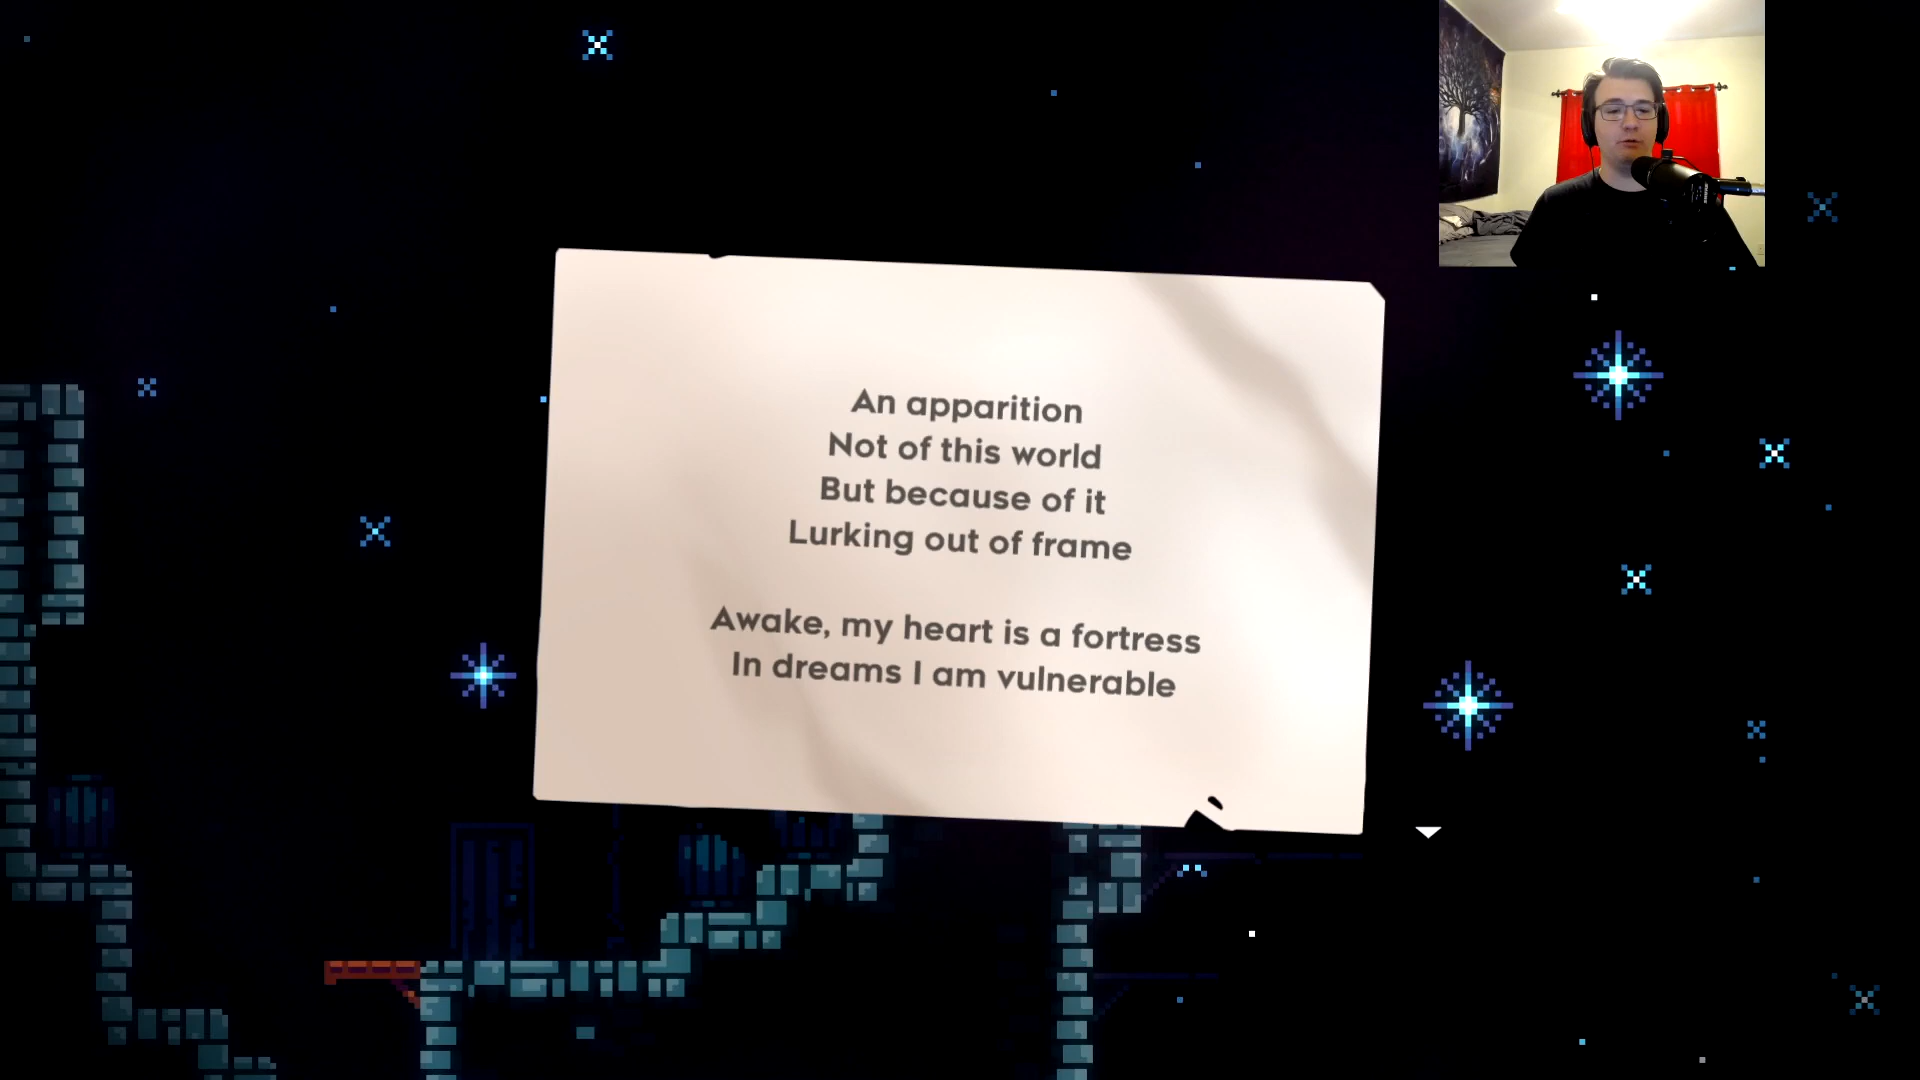 An apparition
Not of this world
But because of it
Lurking out of frame
Awake, my heart is a fortress
In dreams I am vulnerable